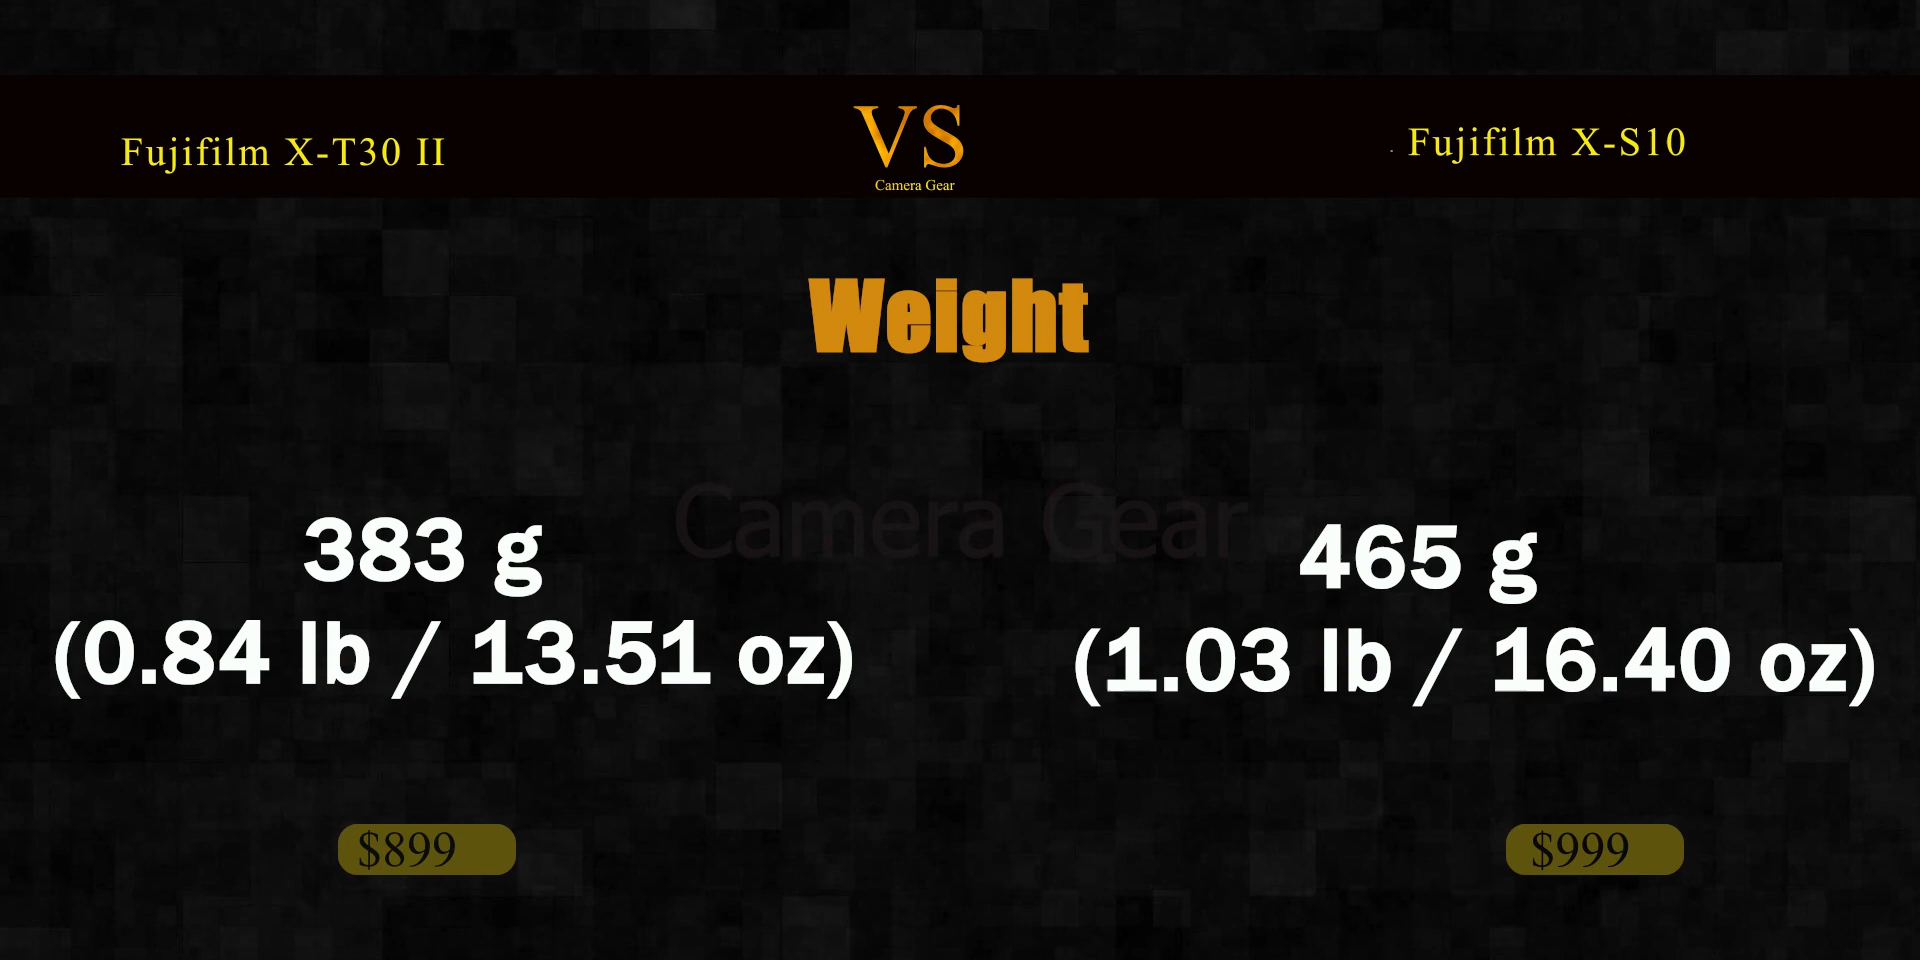 Fujifilm X-T30 II
VS
Camera Gear
Fujifilm X-S10
Weight
Camera Gear
383 g
(0.84 lb / 13.51 oz)
465 g
(1.03 lb / 16.40 oz)
$899
$999